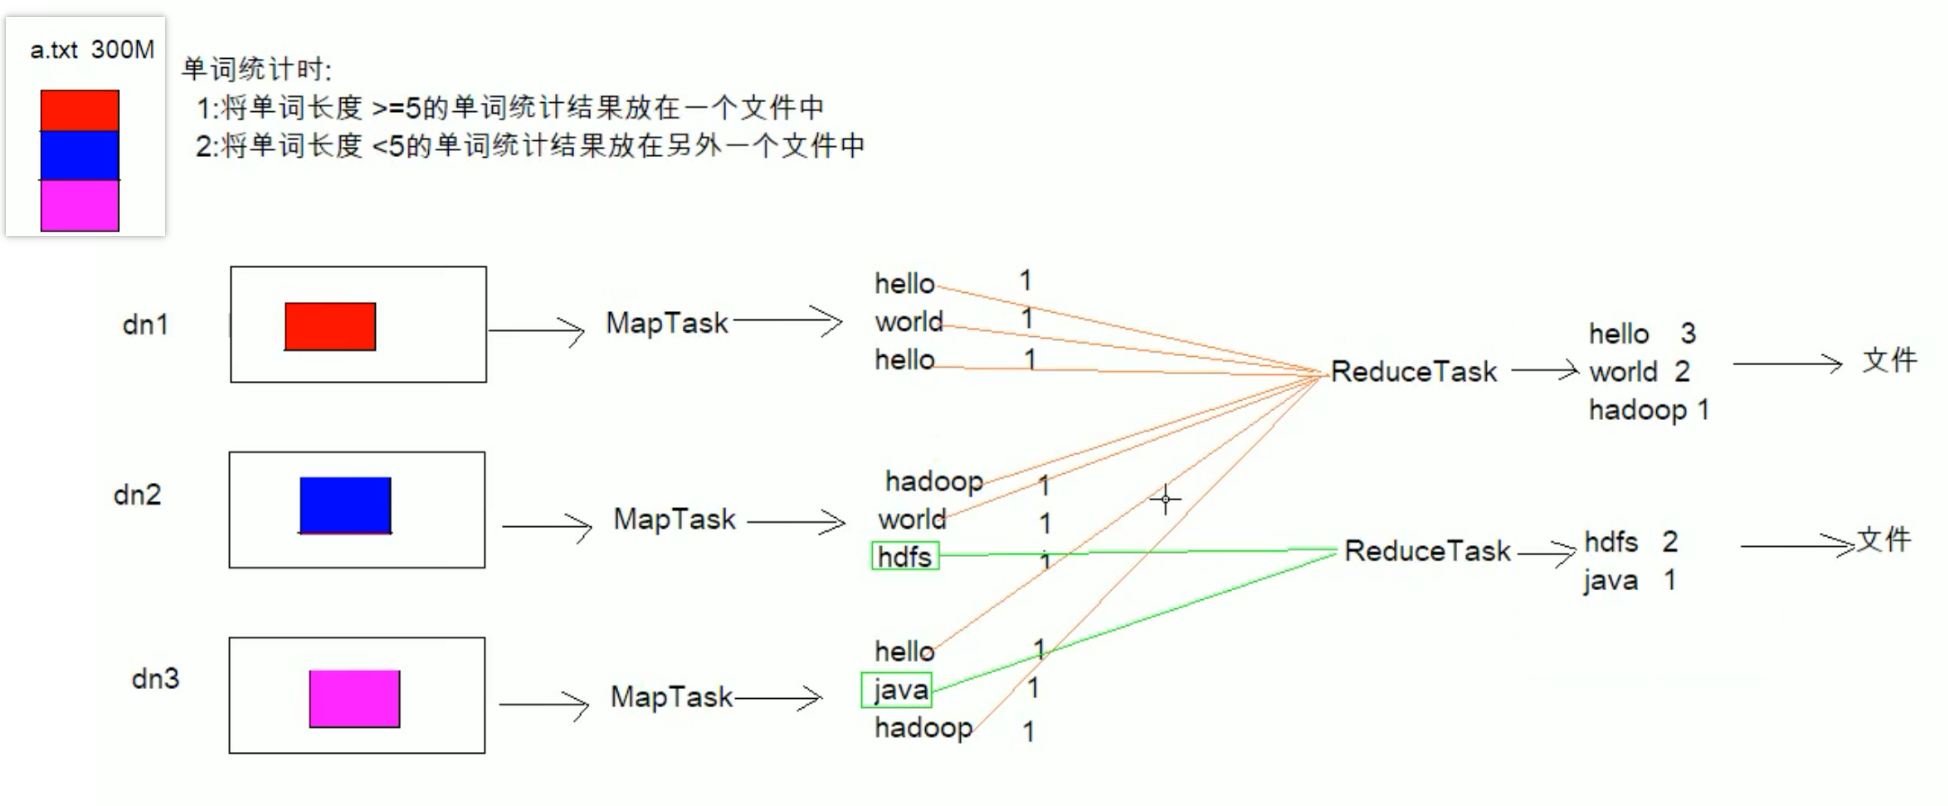 a.txt 300M
单词统计时:
1:将单词长度 >=5的单词统计结果放在一个文件中
2:将单词长度 <5的单词统计结果放在另外一个文件中
dn1
MapTask
hello 1
world 1
hello 1
ReduceTask
hello 3
world 2
hadoop 1
文件
dn2
MapTask
hadoop 1
world 1
hdfs 1
ReduceTask
hdfs 2
java 1
文件
dn3
MapTask
hello 1
java 1
hadoop 1